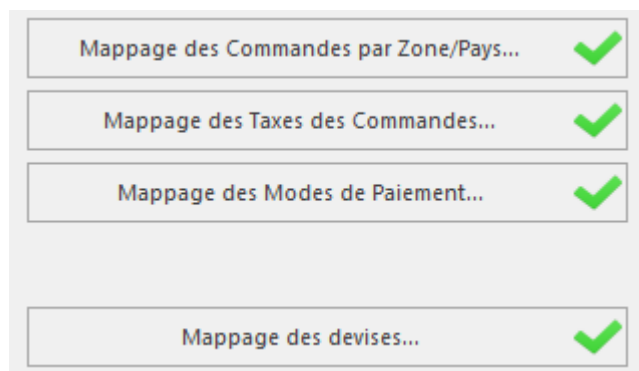 Mappage des Commandes par Zone/Pays...
Mappage des Taxes des Commandes...
Mappage des Modes de Paiement...
Mappage des devises...